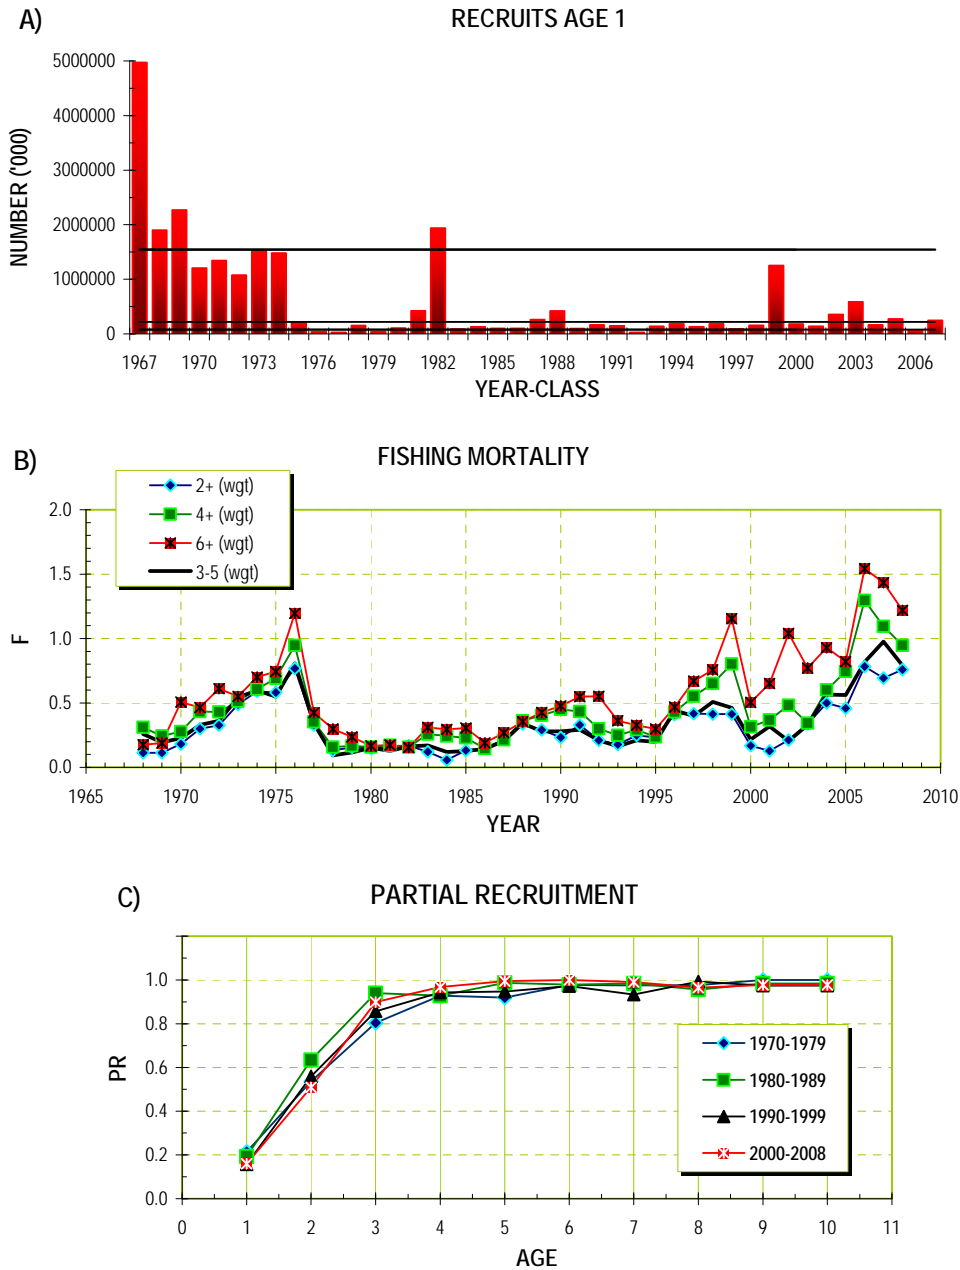 A)
RECRUITS AGE 1
5000000
4000000
3000000
2000000
1000000
0
NUMBER ('000)
1967 1970 1973 1976 1979 1982 1985 1988 1991 1994 1997 2000 2003 2006
YEAR-CLASS
B)
FISHING MORTALITY
2+ (wgt)
4+ (wgt)
6+ (wgt)
3-5 (wgt)
2.0
1.5
1.0
0.5
0.0
F
1965 1970 1975 1980 1985 1990 1995 2000 2005 2010
YEAR
C)
PARTIAL RECRUITMENT
1.0
0.8
0.6
0.4
0.2
0.0
PR
1970-1979
1980-1989
1990-1999
2000-2008
0 1 2 3 4 5 6 7 8 9 10 11
AGE